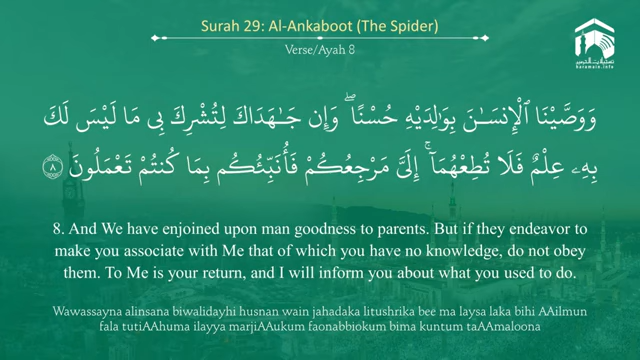 Surah 29: Al-Ankaboot (The Spider)
Verse/Ayah 8
haramain.info
وَوَصَّيْنَا ٱلْإِنسَـٰنَ بِوَٰلِدَيْهِ حُسْنًا ۖ وَإِن جَـٰهَدَاكَ لِتُشْرِكَ بِى مَا لَيْسَ لَكَ
بِهِۦ عِلْمٌ فَلَا تُطِعْهُمَآ ۚ إِلَىَّ مَرْجِعُكُمْ فَأُنَبِّئُكُم بِمَا كُنتُمْ تَعْمَلُونَ ٨
8. And We have enjoined upon man goodness to parents. But if they endeavor to
make you associate with Me that of which you have no knowledge, do not obey
them. To Me is your return, and I will inform you about what you used to do.
Wawassayna alinsana biwalidayhi husnan wain jahadaka litushrika bee ma laysa laka bihi AAilmun
fala tutiAAhuma ilayya marjiAAukum faonabbiokum bima kuntum taAAmaloona